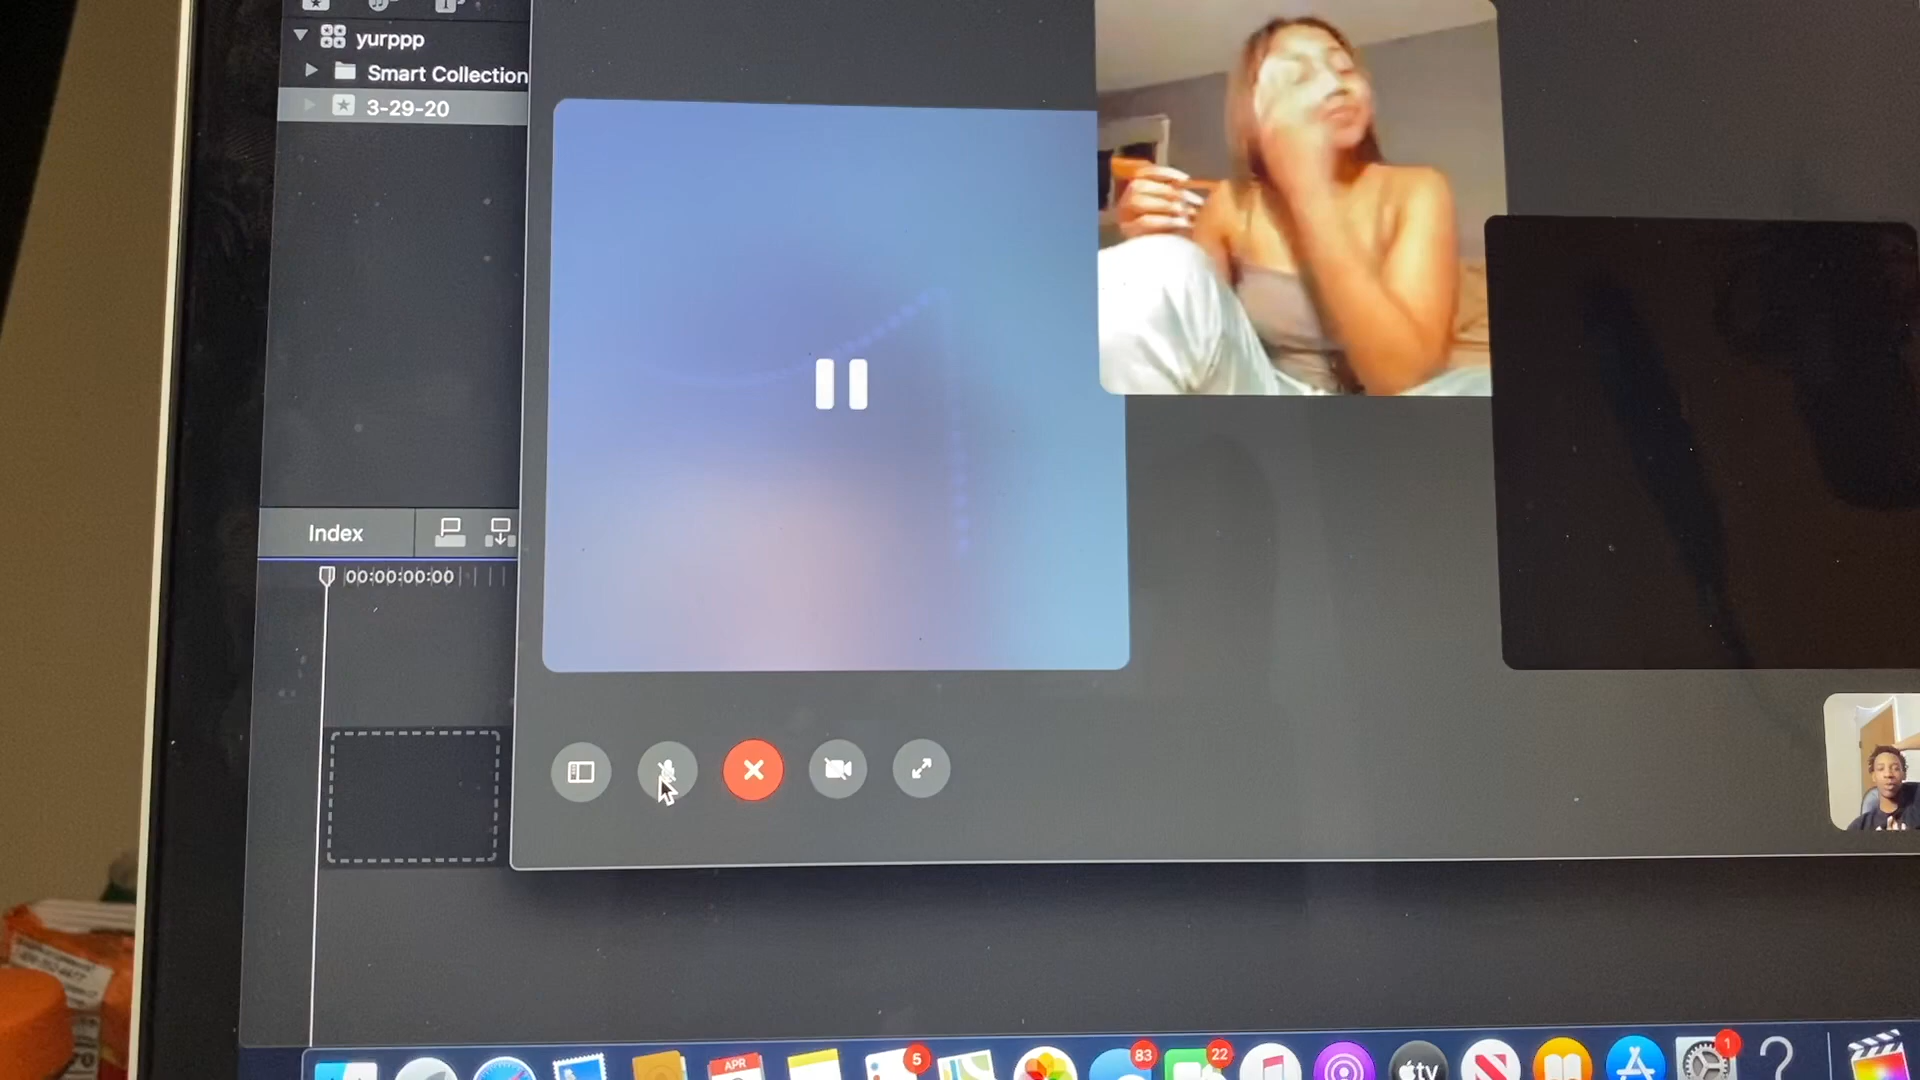 yurppp
Smart Collection
3-29-20
Index
00:00:00:00
APR
5
83
22
tv
1